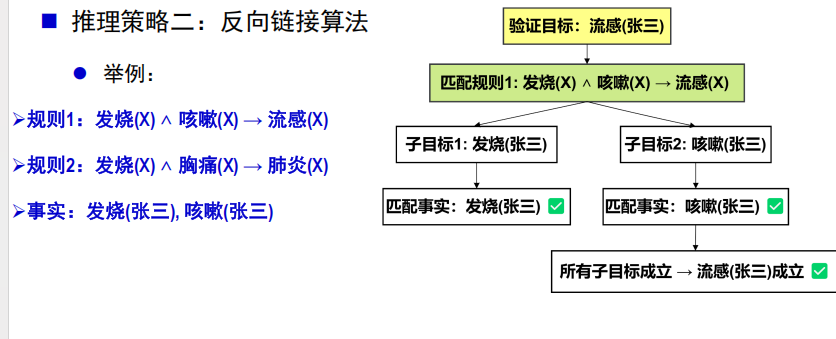 ■ 推理策略二：反向链接算法
● 举例：
➢规则1：发烧(X) ∧ 咳嗽(X) → 流感(X)
➢规则2：发烧(X) ∧ 胸痛(X) → 肺炎(X)
➢事实：发烧(张三), 咳嗽(张三)
验证目标：流感(张三)
匹配规则1: 发烧(X) ∧ 咳嗽(X) → 流感(X)
子目标1: 发烧(张三)
子目标2: 咳嗽(张三)
匹配事实：发烧(张三) ✅
匹配事实：咳嗽(张三) ✅
所有子目标成立 → 流感(张三)成立 ✅